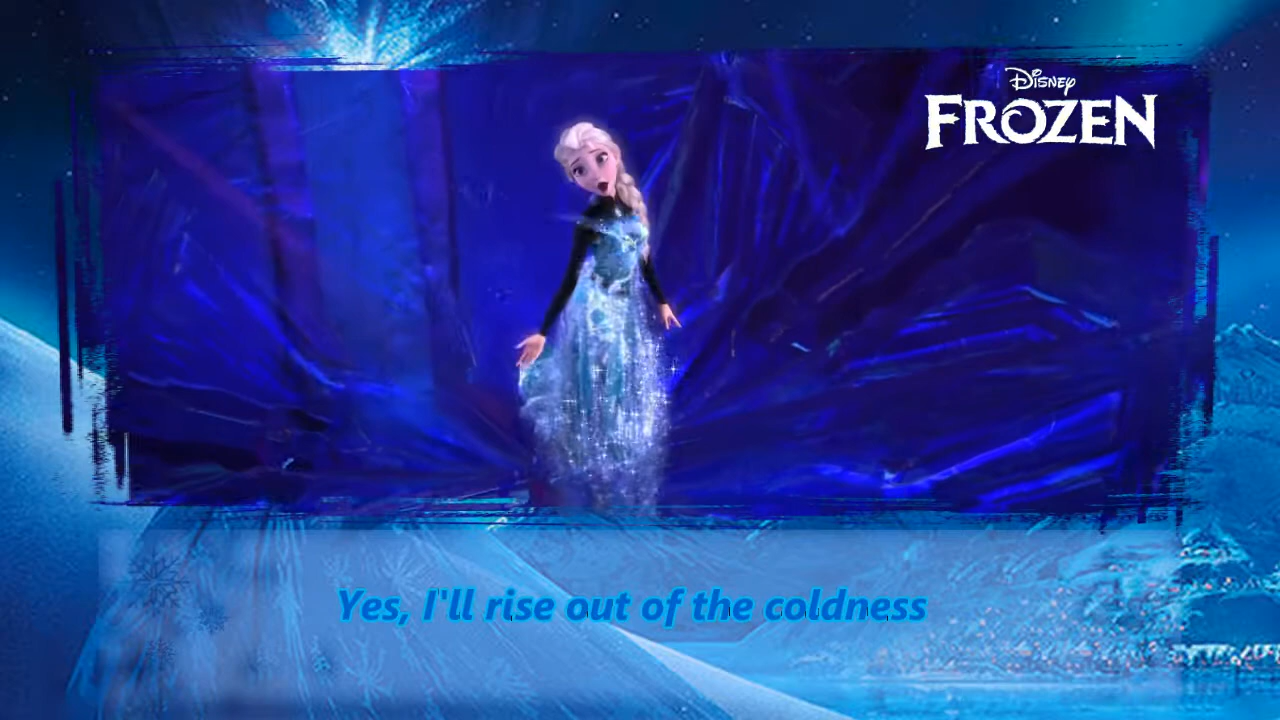 Disney
FROZEN
Yes, I'll rise out of the coldness